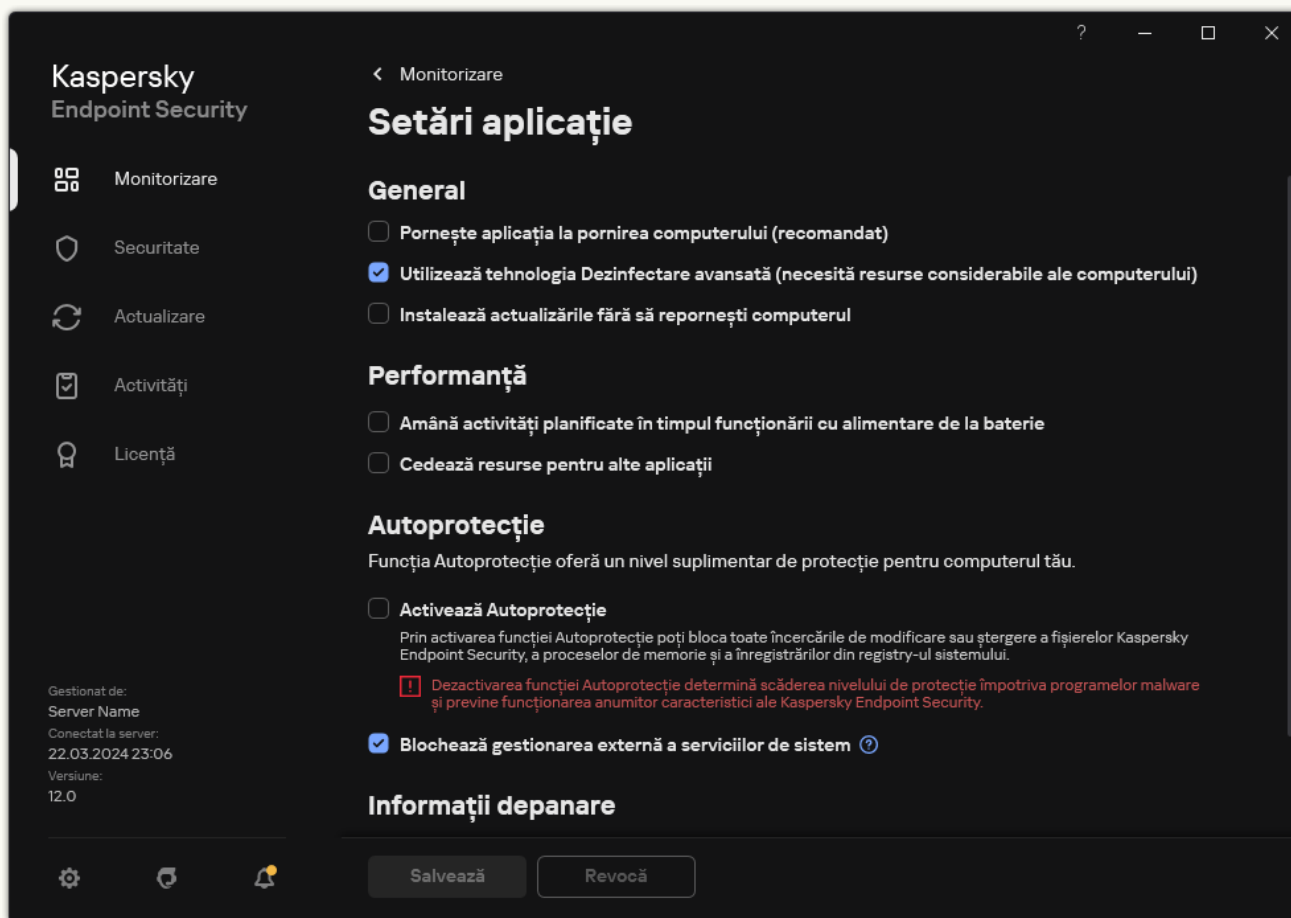 Kaspersky
Endpoint Security
Monitorizare
Securitate
Actualizare
Activități
Licență
Gestionat de:
Server Name
Conectat la server:
22.03.2024 23:06
Versiune:
12.0
?
Monitorizare
Setări aplicație
General
Pornește aplicația la pornirea computerului (recomandat)
Utilizează tehnologia Dezinfectare avansată (necesită resurse considerabile ale computerului)
Instalează actualizările fără să repornești computerul
Performanță
Amână activități planificate în timpul funcționării cu alimentare de la baterie
Cedează resurse pentru alte aplicații
Autoprotecție
Funcția Autoprotecție oferă un nivel suplimentar de protecție pentru computerul tău.
Activează Autoprotecție
Prin activarea funcției Autoprotecție poți bloca toate încercările de modificare sau ștergere a fișierelor Kaspersky
Endpoint Security, a proceselor de memorie și a înregistrărilor din registry-ul sistemului.
Dezactivarea funcției Autoprotecție determină scăderea nivelului de protecție împotriva programelor malware
și previne funcționarea anumitor caracteristici ale Kaspersky Endpoint Security.
Blochează gestionarea externă a serviciilor de sistem ?
Informații depanare
Salvează
Revocă